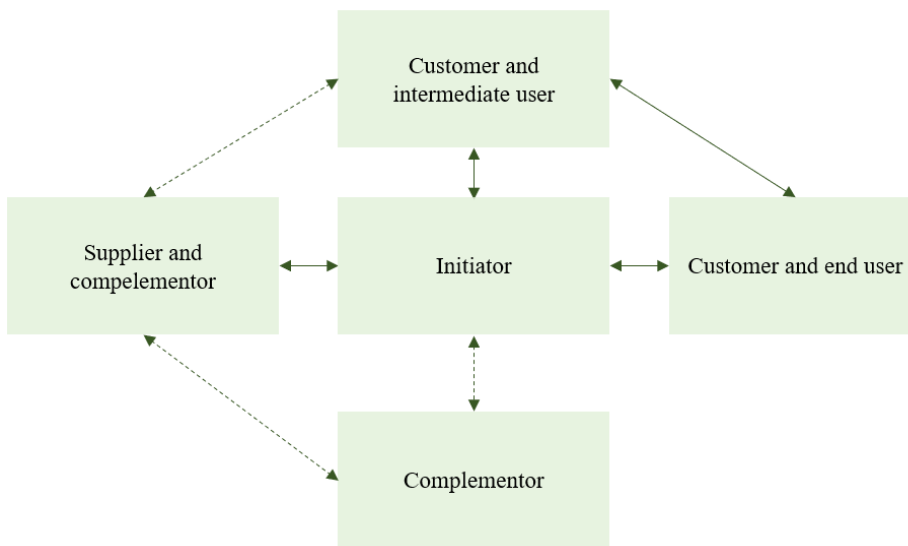 Customer and
intermediate user
Supplier and
compelementor
Initiator
Customer and end user
Complementor